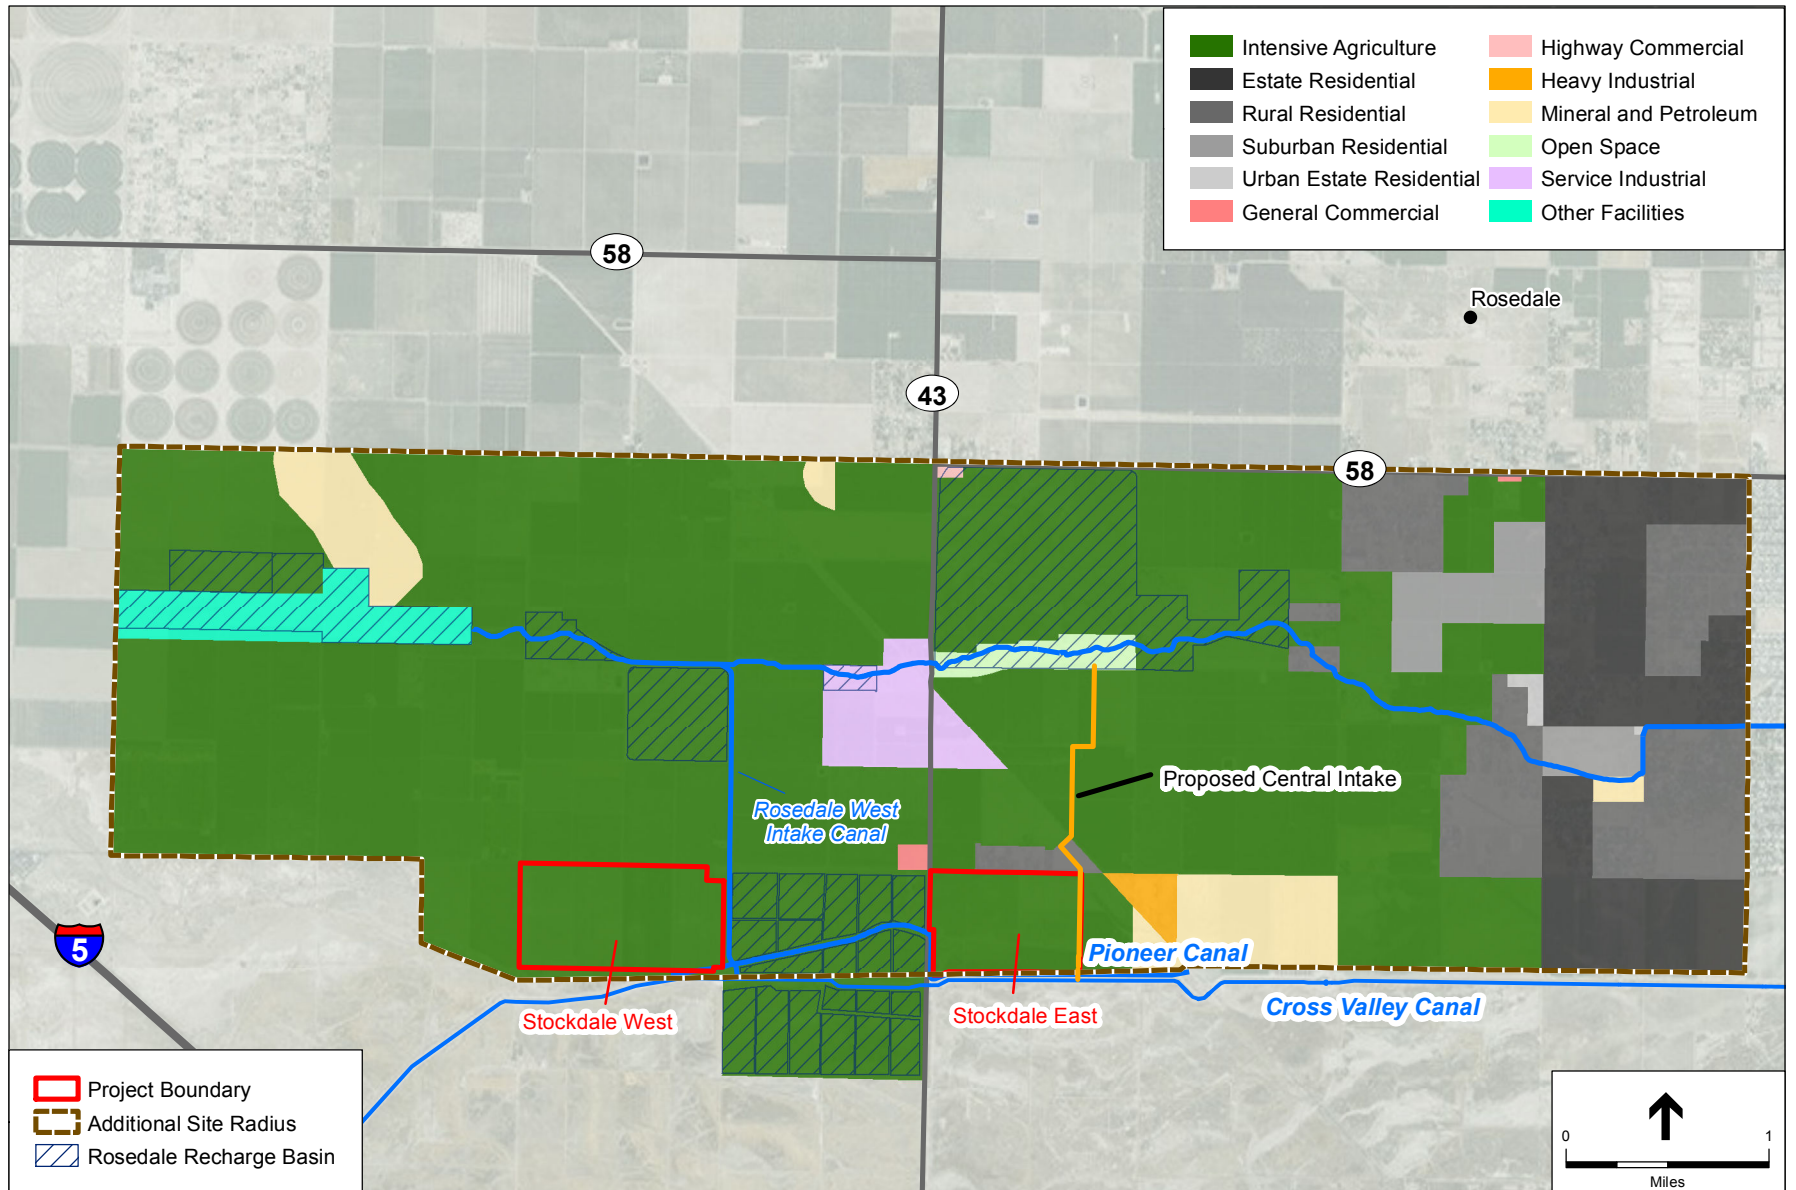 Intensive Agriculture
Estate Residential
Rural Residential
Suburban Residential
Urban Estate Residential
General Commercial
Highway Commercial
Heavy Industrial
Mineral and Petroleum
Open Space
Service Industrial
Other Facilities
58
Rosedale
43
58
Proposed Central Intake
Rosedale West
Intake Canal
5
Pioneer Canal
Cross Valley Canal
Stockdale West
Stockdale East
Project Boundary
Additional Site Radius
Rosedale Recharge Basin
0 1
Miles